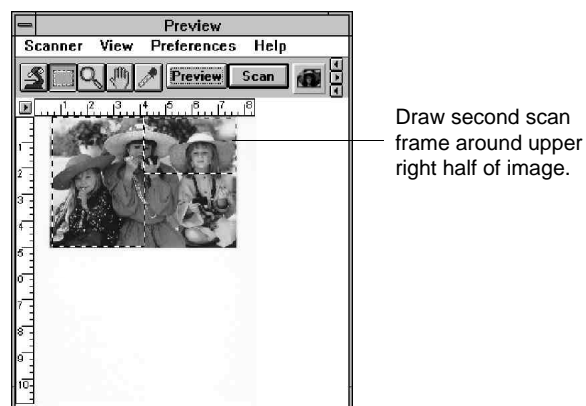 Preview
Scanner View Preferences Help
Preview Scan
1 2 3 4 5 6 7 8
Draw second scan
frame around upper
right half of image.
1
2
3
4
5
6
7
8
9
10